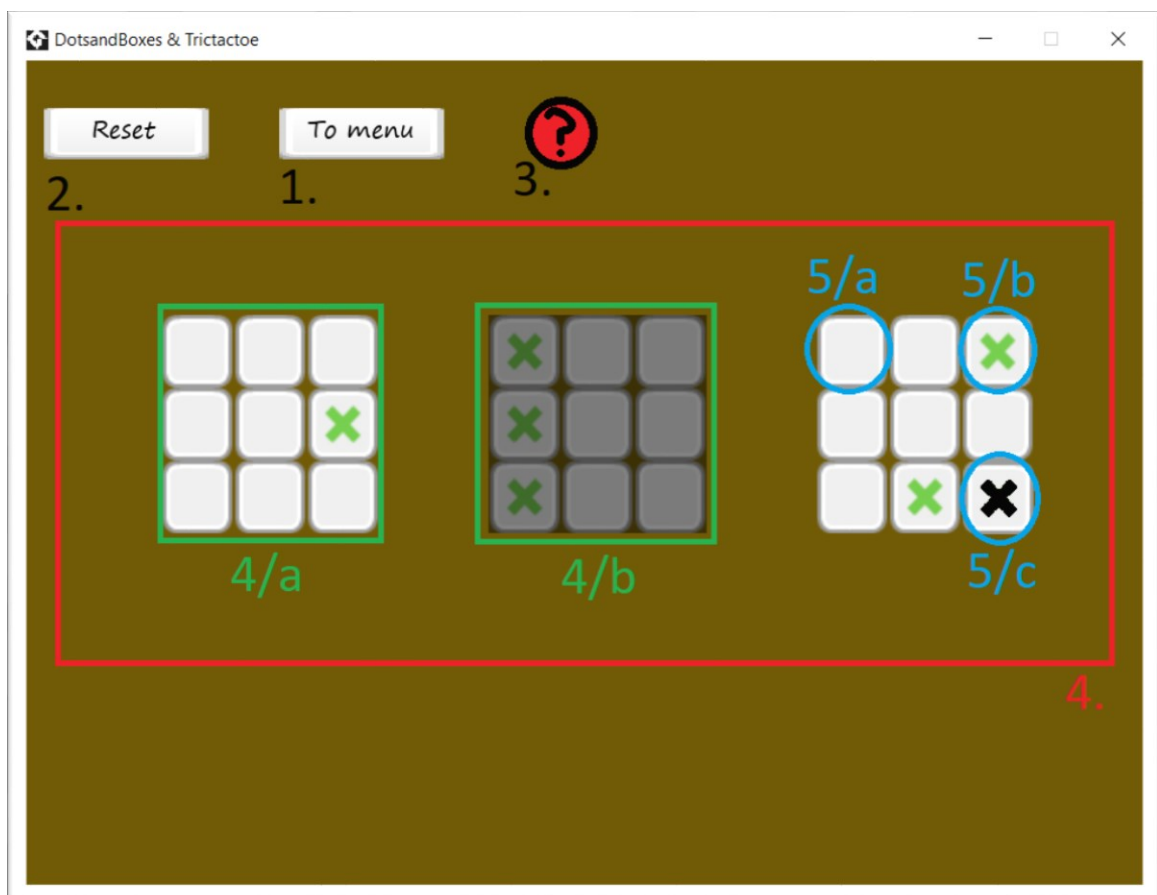 DotsandBoxes & Trictactoe
Reset
To menu
?
2.
1.
3.
5/a
5/b
4/a
4/b
5/c
4.